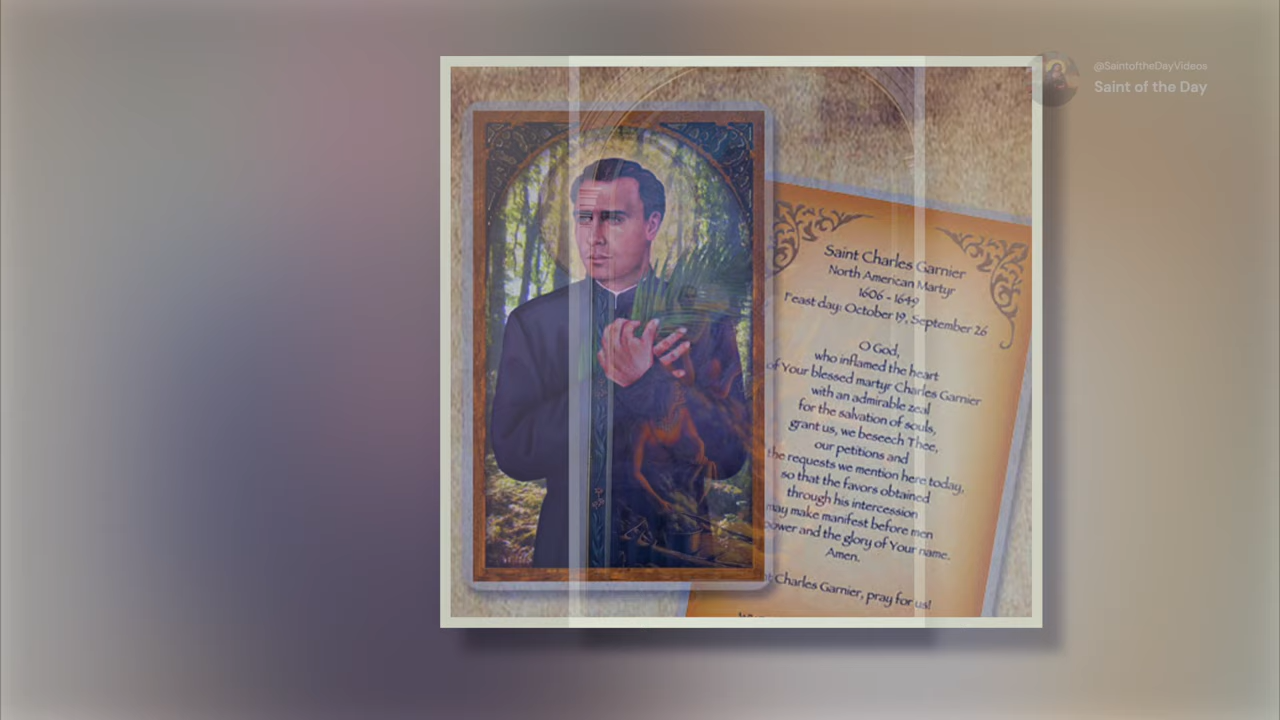 @SaintoftheDayVideos
Saint of the Day
Saint Charles Garnier
North American Martyr
1606 - 1649
Feast day: October 19, September 26
O God,
who inflamed the heart
of Your blessed martyr Charles Garnier
with an admirable zeal
for the salvation of souls,
grant us, we beseech Thee,
our petitions and
the requests we mention here today,
so that the favors obtained
through his intercession
may make manifest before men
power and the glory of Your name.
Amen.
Charles Garnier, pray for us!